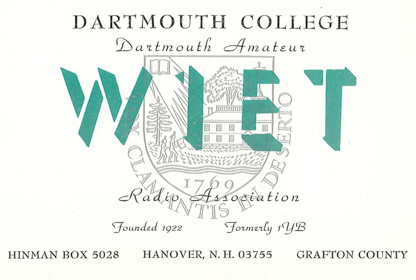 DARTMOUTH COLLEGE
Dartmouth Amateur
W1ET
VOX CLAMANTIS IN DESERTO
1769
Radio Association
Founded 1922 Formerly 1YB
HINMAN BOX 5028 HANOVER, N. H. 03755 GRAFTON COUNTY